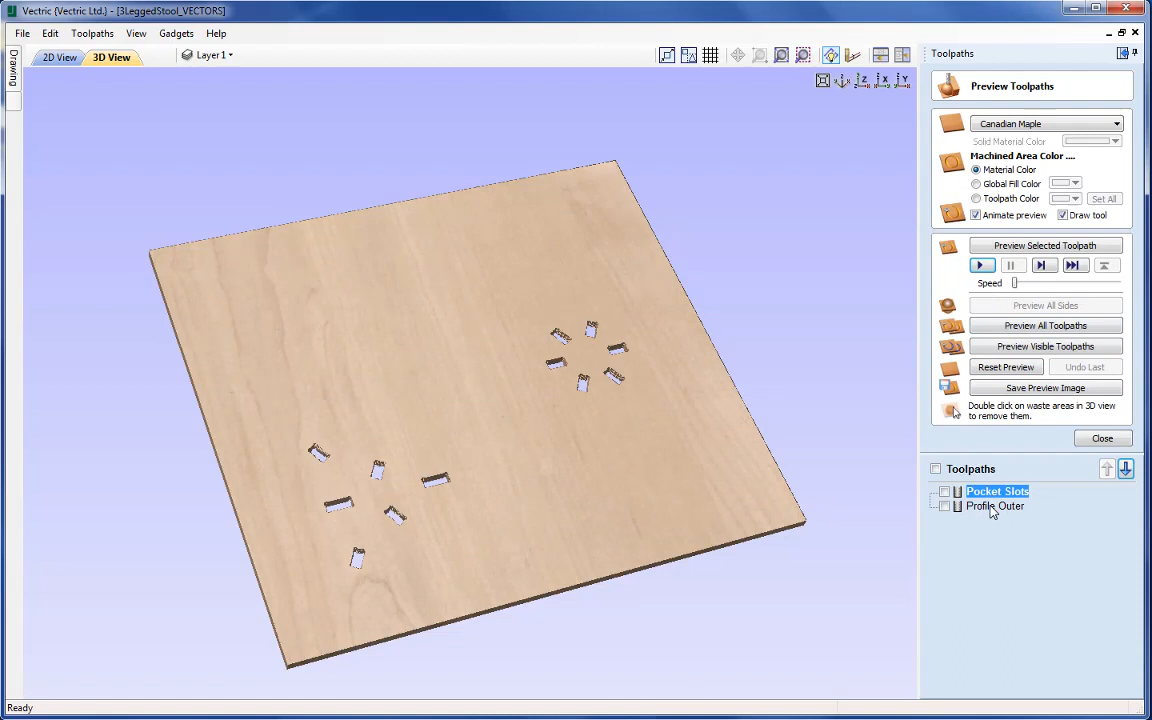 Vectric {Vectric Ltd.} - [3LeggedStool_VECTORS]
File Edit Toolpaths View Gadgets Help
Drawing
2D View 3D View Layer 1
Z X Y
Toolpaths
Preview Toolpaths
Canadian Maple
Solid Material Color
Machined Area Color ....
Material Color
Global Fill Color
Toolpath Color Set All
Animate preview Draw tool
Preview Selected Toolpath
Speed
Preview All Sides
Preview All Toolpaths
Preview Visible Toolpaths
Reset Preview Undo Last
Save Preview Image
Double click on waste areas in 3D view
to remove them.
Close
Toolpaths
Pocket Slots
Profile Outer
Ready